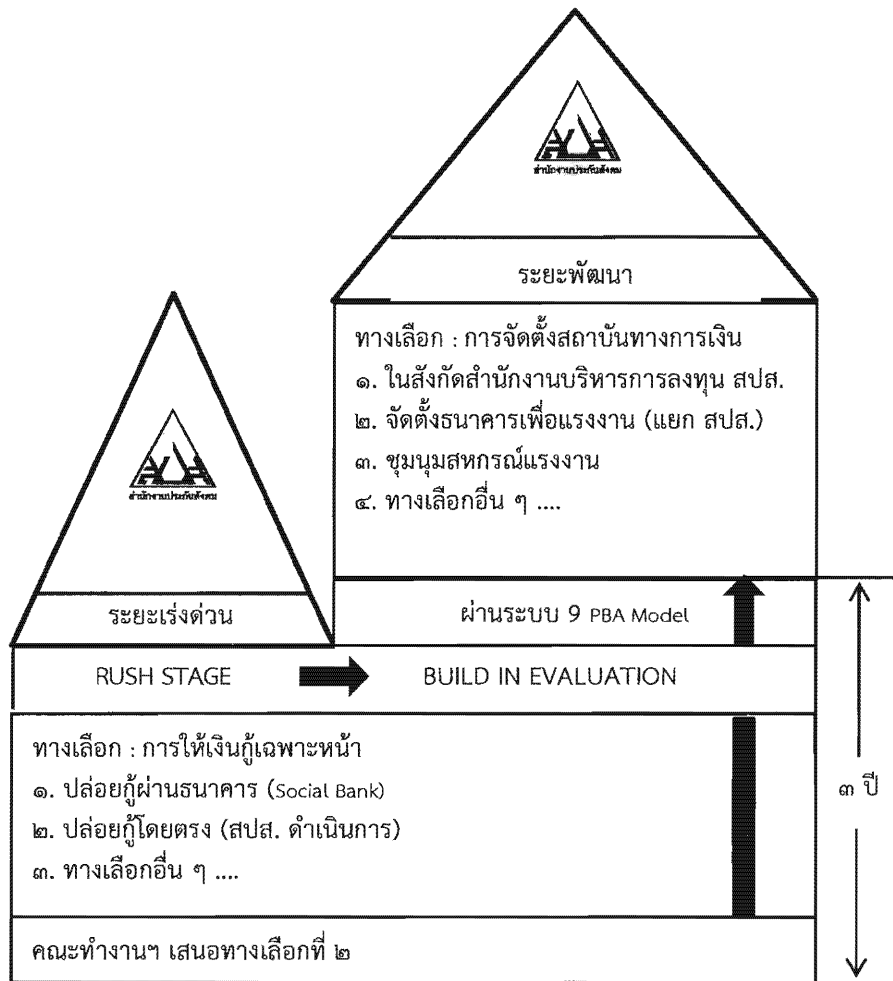 สำนักงานประกันสังคม
ระยะพัฒนา
ทางเลือก : การจัดตั้งสถาบันทางการเงิน
๑. ในสังกัดสำนักงานบริหารการลงทุน สปส.
๒. จัดตั้งธนาคารเพื่อแรงงาน (แยก สปส.)
๓. ชุมนุมสหกรณ์แรงงาน
๔. ทางเลือกอื่น ๆ ....
สำนักงานประกันสังคม
ระยะเร่งด่วน
ผ่านระบบ 9 PBA Model
RUSH STAGE
BUILD IN EVALUATION
ทางเลือก : การให้เงินกู้เฉพาะหน้า
๑. ปล่อยกู้ผ่านธนาคาร (Social Bank)
๒. ปล่อยกู้โดยตรง (สปส. ดำเนินการ)
๓. ทางเลือกอื่น ๆ ....
๓ ปี
คณะทำงานฯ เสนอทางเลือกที่ ๒